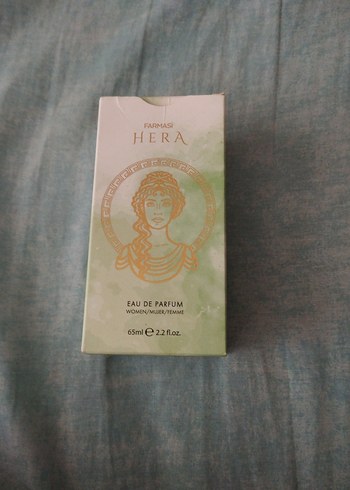 FARMASi
HERA
EAU DE PARFUM
WOMEN/MUJER/FEMME
65ml e 2.2 fl.oz.